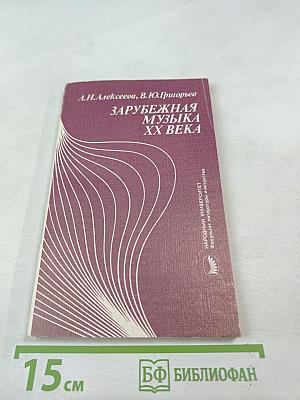 Л.Н.Алексеева, В.Ю.Григорьев
ЗАРУБЕЖНАЯ
МУЗЫКА
XX ВЕКА
НАРОДНЫЙ УНИВЕРСИТЕТ
Факультет литературы и искусства
15 см
БФ БИБЛИОФАН